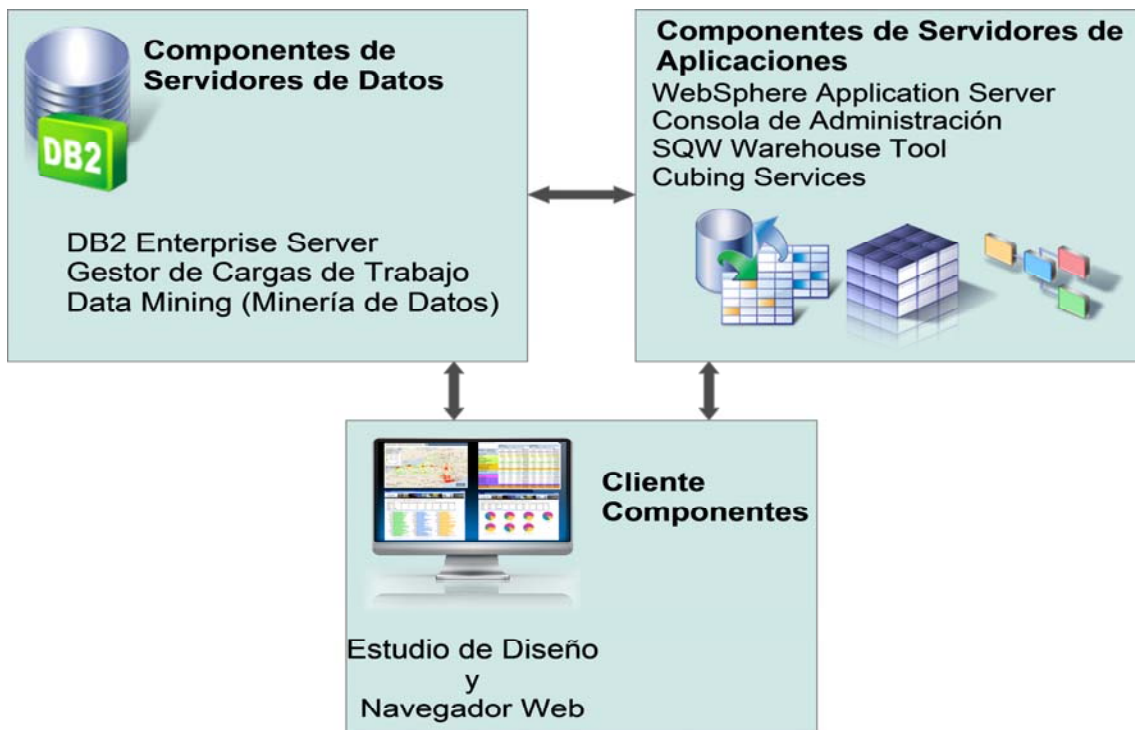 Componentes de
Servidores de Datos
DB2
DB2 Enterprise Server
Gestor de Cargas de Trabajo
Data Mining (Minería de Datos)
Componentes de Servidores de
Aplicaciones
WebSphere Application Server
Consola de Administración
SQW Warehouse Tool
Cubing Services
Cliente
Componentes
Estudio de Diseño
y
Navegador Web